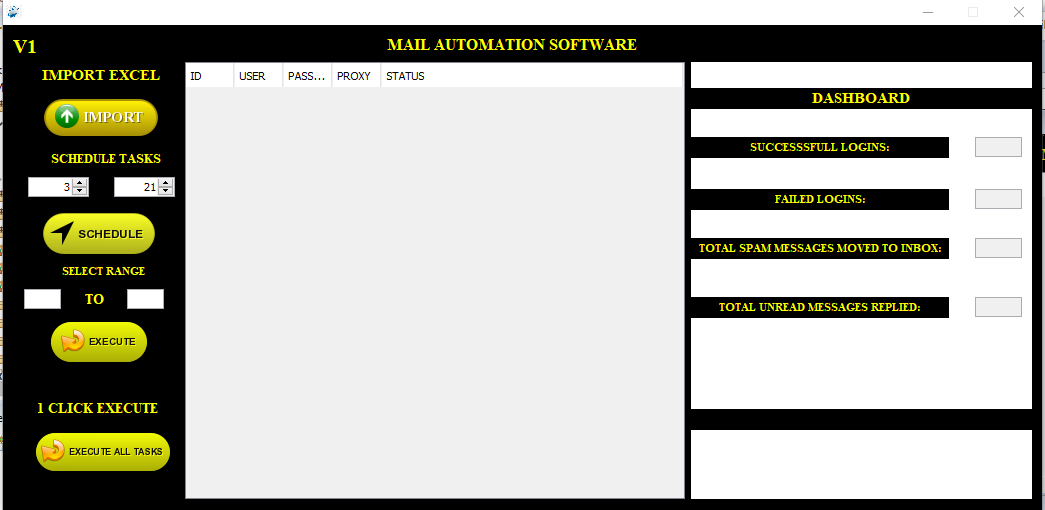 V1
MAIL AUTOMATION SOFTWARE
IMPORT EXCEL
IMPORT
SCHEDULE TASKS
3
21
SCHEDULE
SELECT RANGE
TO
EXECUTE
1 CLICK EXECUTE
EXECUTE ALL TASKS
ID USER PASS... PROXY STATUS
DASHBOARD
SUCCESSSFULL LOGINS:
FAILED LOGINS:
TOTAL SPAM MESSAGES MOVED TO INBOX:
TOTAL UNREAD MESSAGES REPLIED: